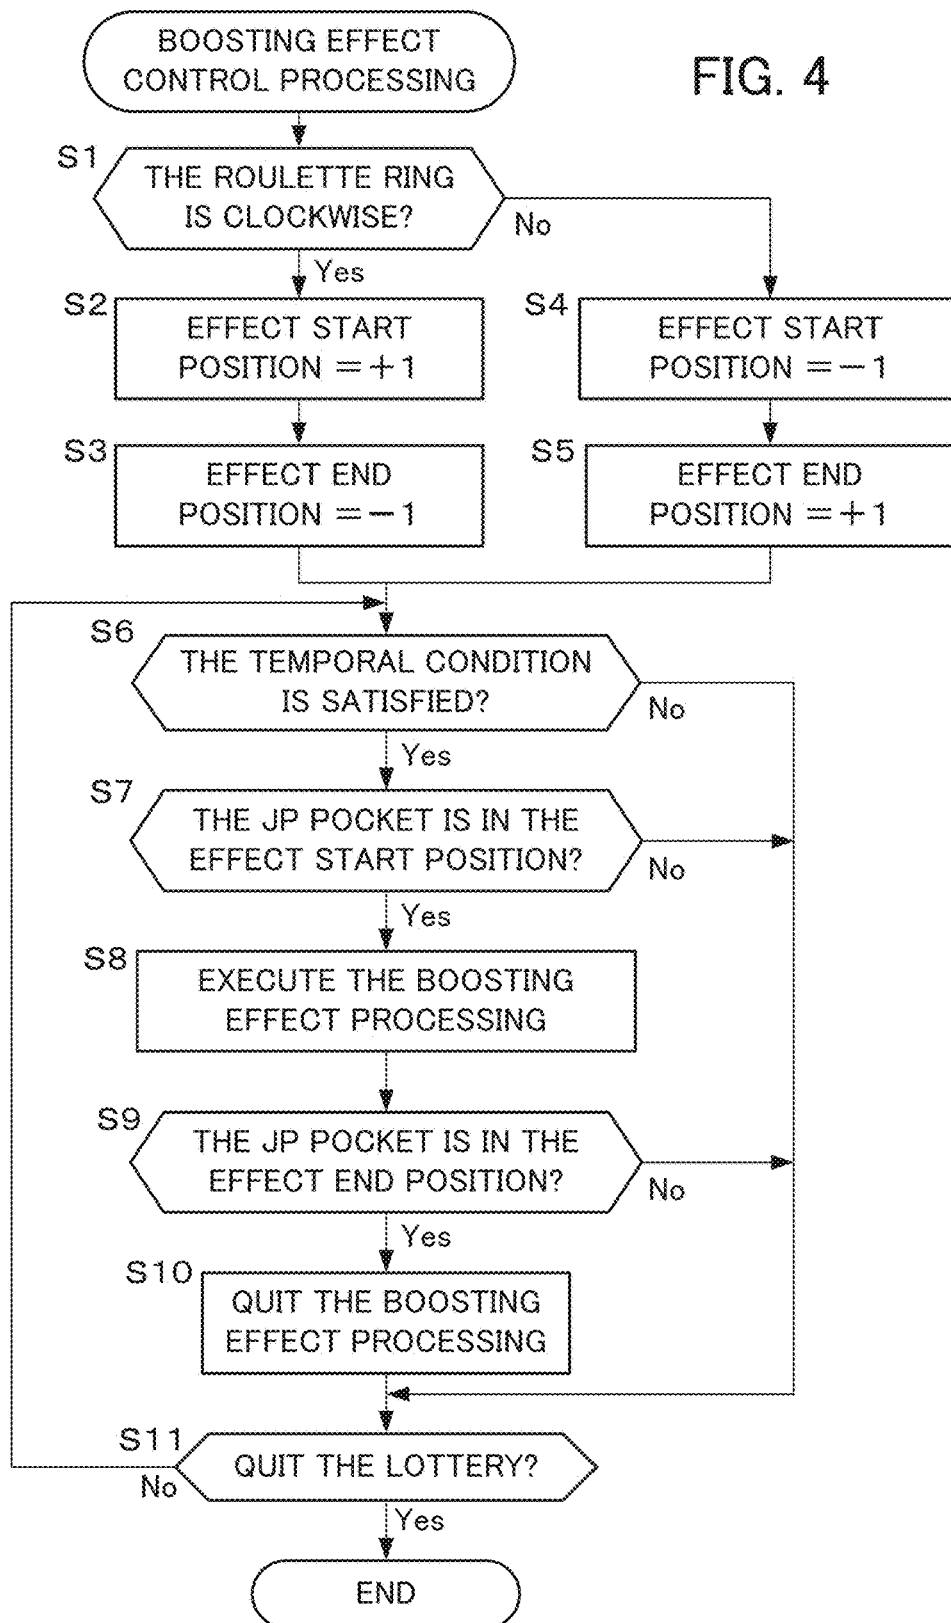 BOOSTING EFFECT
CONTROL PROCESSING
FIG. 4
S1
THE ROULETTE RING
IS CLOCKWISE?
No
Yes
S2
EFFECT START
POSITION =+1
S4
EFFECT START
POSITION =−1
S3
EFFECT END
POSITION =−1
S5
EFFECT END
POSITION =+1
S6
THE TEMPORAL CONDITION
IS SATISFIED?
No
Yes
S7
THE JP POCKET IS IN THE
EFFECT START POSITION?
No
Yes
S8
EXECUTE THE BOOSTING
EFFECT PROCESSING
S9
THE JP POCKET IS IN THE
EFFECT END POSITION?
No
Yes
S10
QUIT THE BOOSTING
EFFECT PROCESSING
S11
QUIT THE LOTTERY?
No
Yes
END